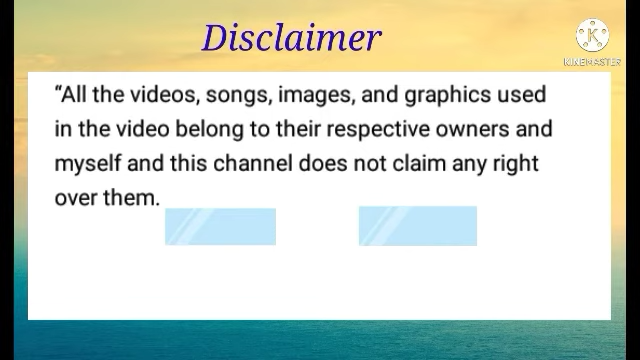 Disclaimer
KINEMASTER
“All the videos, songs, images, and graphics used
in the video belong to their respective owners and
myself and this channel does not claim any right
over them.